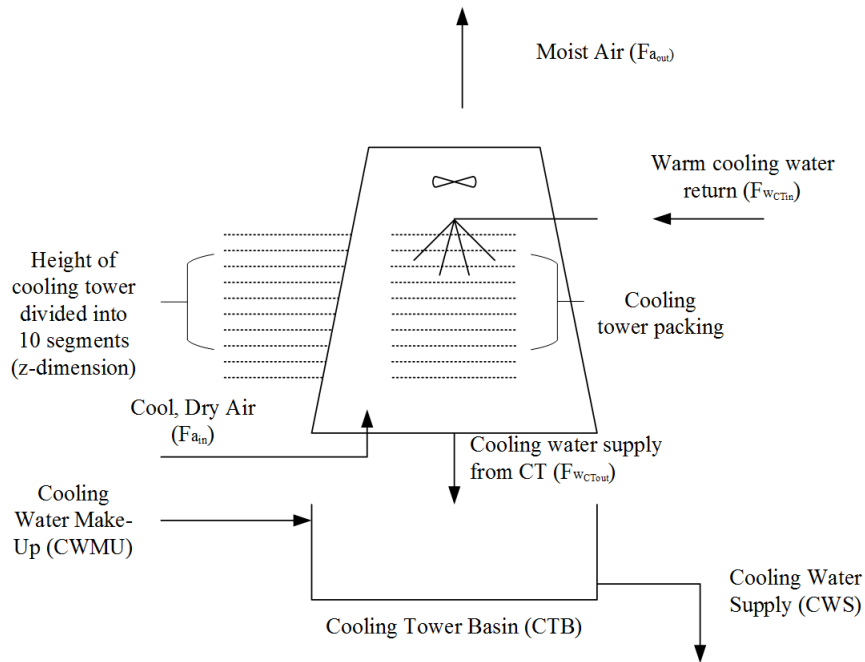 Moist Air (Fa_out)
Warm cooling water
return (Fw_CTin)
Height of
cooling tower
divided into
10 segments
(z-dimension)
Cooling
tower packing
Cool, Dry Air
(Fa_in)
Cooling water supply
from CT (Fw_CTout)
Cooling
Water Make-
Up (CWMU)
Cooling Water
Supply (CWS)
Cooling Tower Basin (CTB)